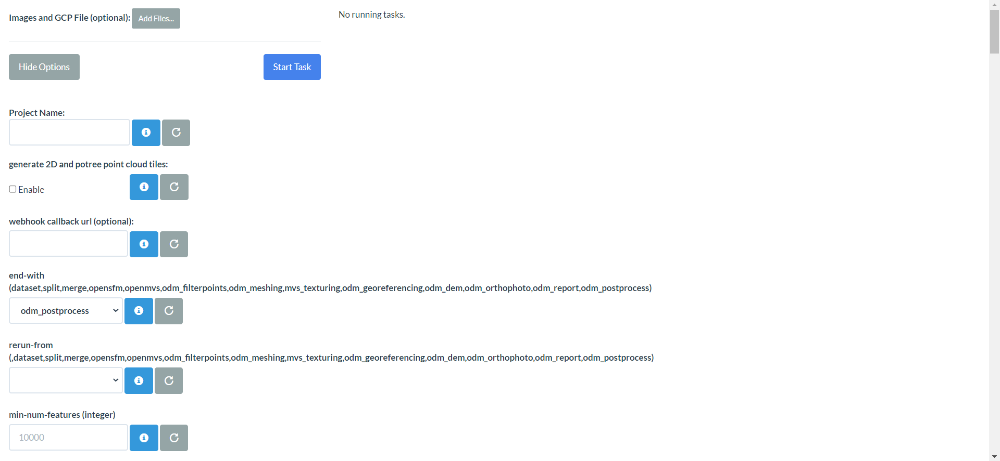 Images and GCP File (optional): Add Files...
No running tasks.
Hide Options
Start Task
Project Name:
generate 2D and potree point cloud tiles:
Enable
webhook callback url (optional):
end-with
(dataset,split,merge,opensfm,openmvs,odm_filterpoints,odm_meshing,mvs_texturing,odm_georeferencing,odm_dem,odm_orthophoto,odm_report,odm_postprocess)
odm_postprocess
rerun-from
(,dataset,split,merge,opensfm,openmvs,odm_filterpoints,odm_meshing,mvs_texturing,odm_georeferencing,odm_dem,odm_orthophoto,odm_report,odm_postprocess)
min-num-features (integer)
10000